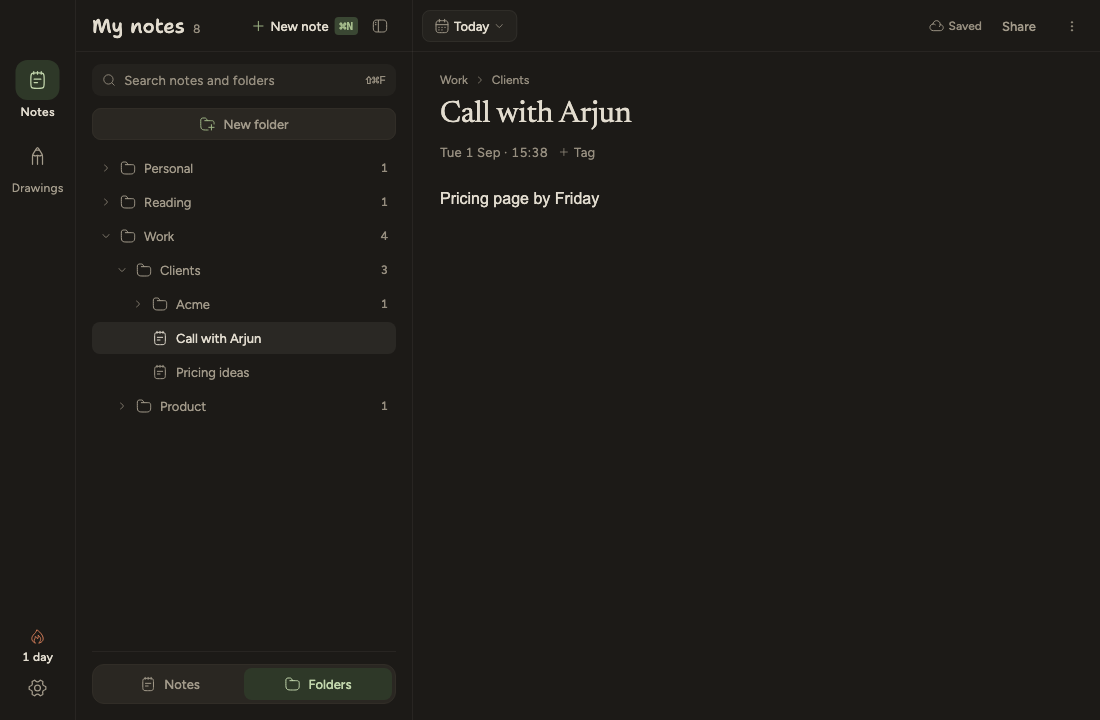 My notes 8
New note ⌘N
Today
Saved
Share
Notes
Drawings
Search notes and folders ⇧⌘F
New folder
Personal 1
Reading 1
Work 4
Clients 3
Acme 1
Call with Arjun
Pricing ideas
Product 1
Work > Clients
Call with Arjun
Tue 1 Sep · 15:38 + Tag
Pricing page by Friday
1 day
Notes
Folders